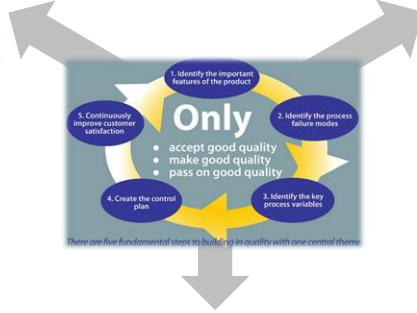 1. Identify the important
features of the product
2. Identify the process
failure modes
3. Identify the key
process variables
4. Create the control
plan
5. Continuously
improve customer
satisfaction
Only
• accept good quality
• make good quality
• pass on good quality
There are five fundamental steps to building in quality with one central theme